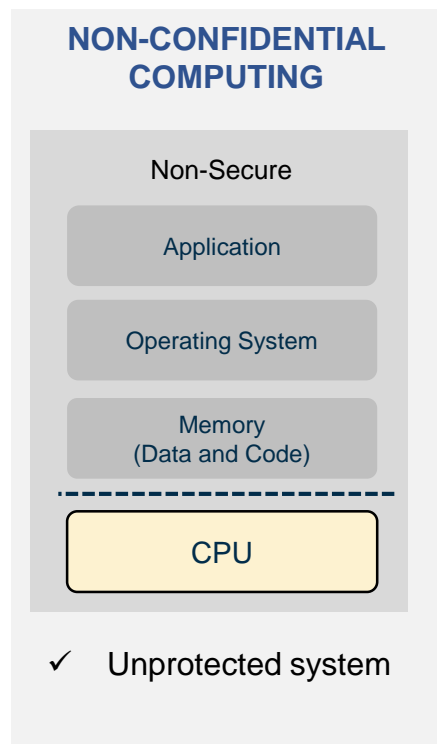 NON-CONFIDENTIAL
COMPUTING
Non-Secure
Application
Operating System
Memory
(Data and Code)
CPU
✓ Unprotected system